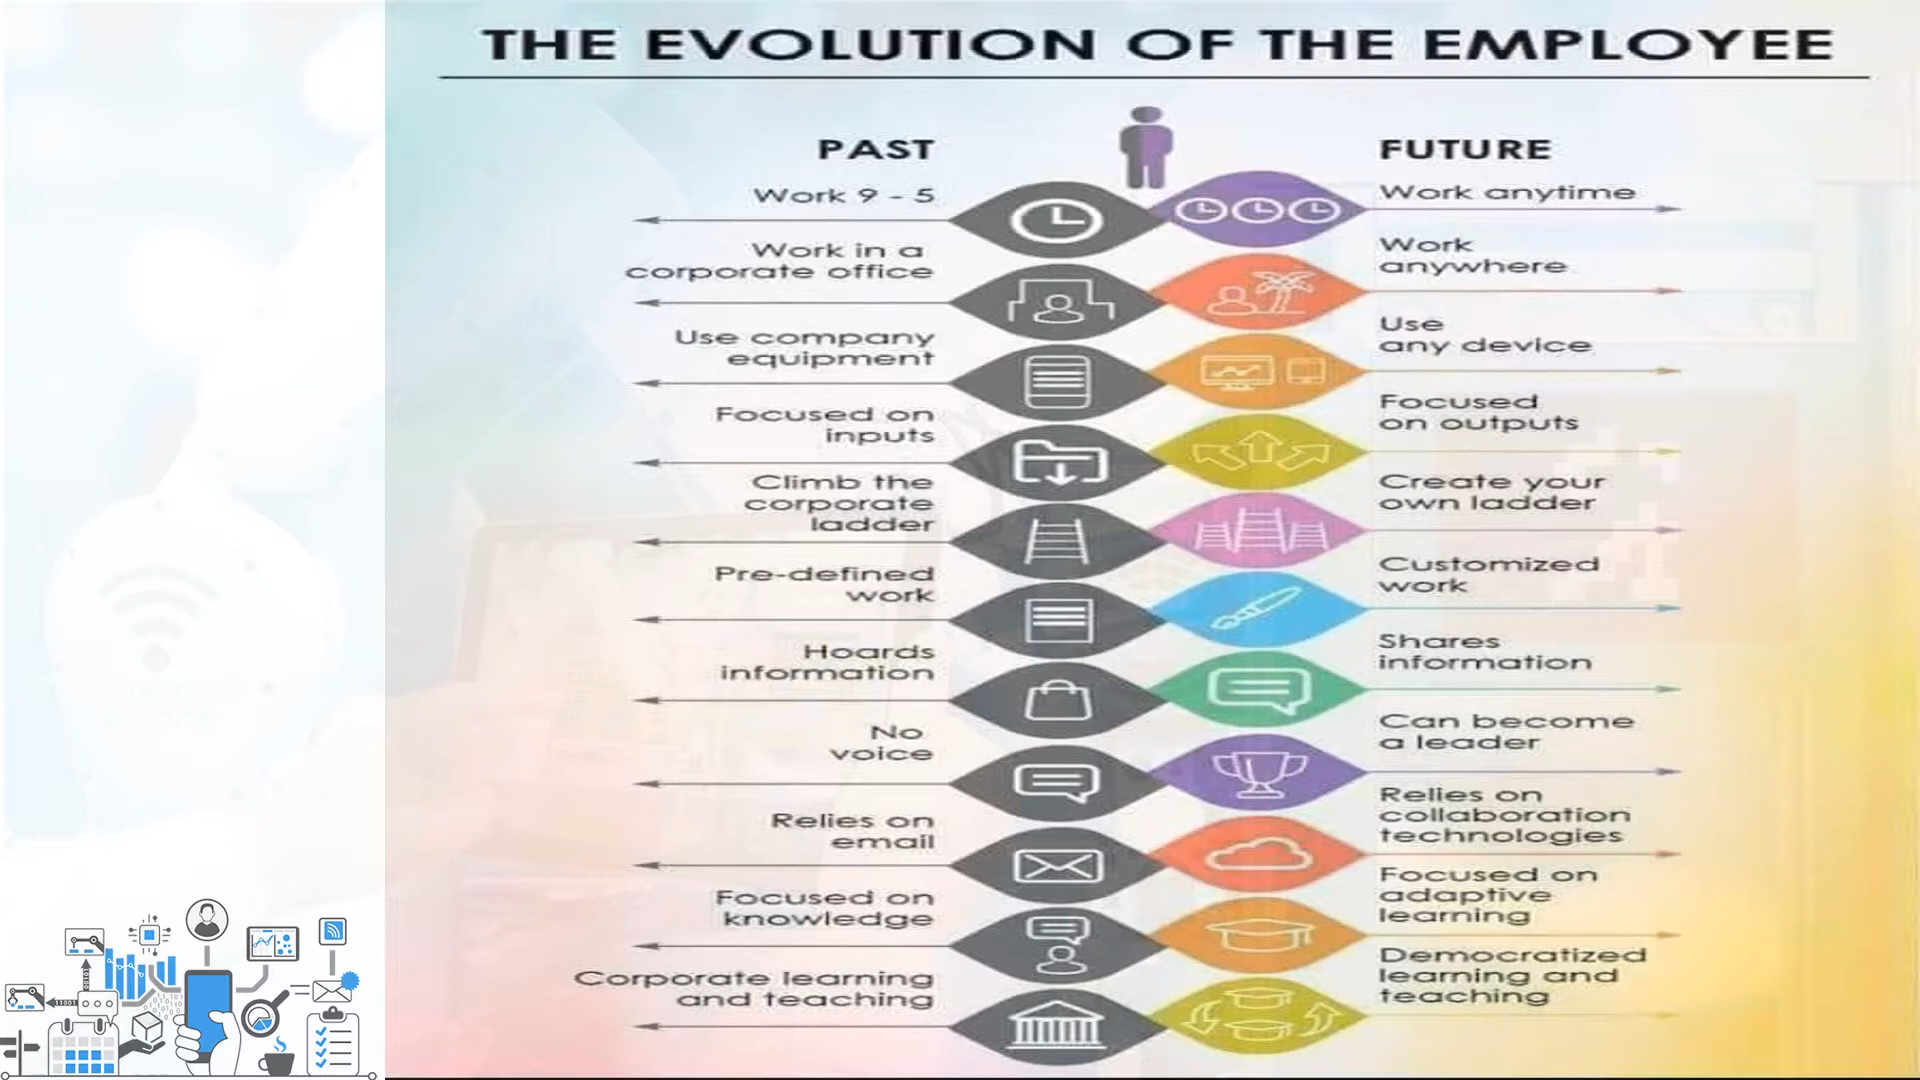 THE EVOLUTION OF THE EMPLOYEE
PAST
FUTURE
Work 9 - 5
Work anytime
Work in a
corporate office
Work
anywhere
Use company
equipment
Use
any device
Focused on
inputs
Focused
on outputs
Climb the
corporate
ladder
Create your
own ladder
Pre-defined
work
Customized
work
Hoards
information
Shares
information
No
voice
Can become
a leader
Relies on
email
Relies on
collaboration
technologies
Focused on
knowledge
Focused on
adaptive
learning
Corporate learning
and teaching
Democratized
learning and
teaching